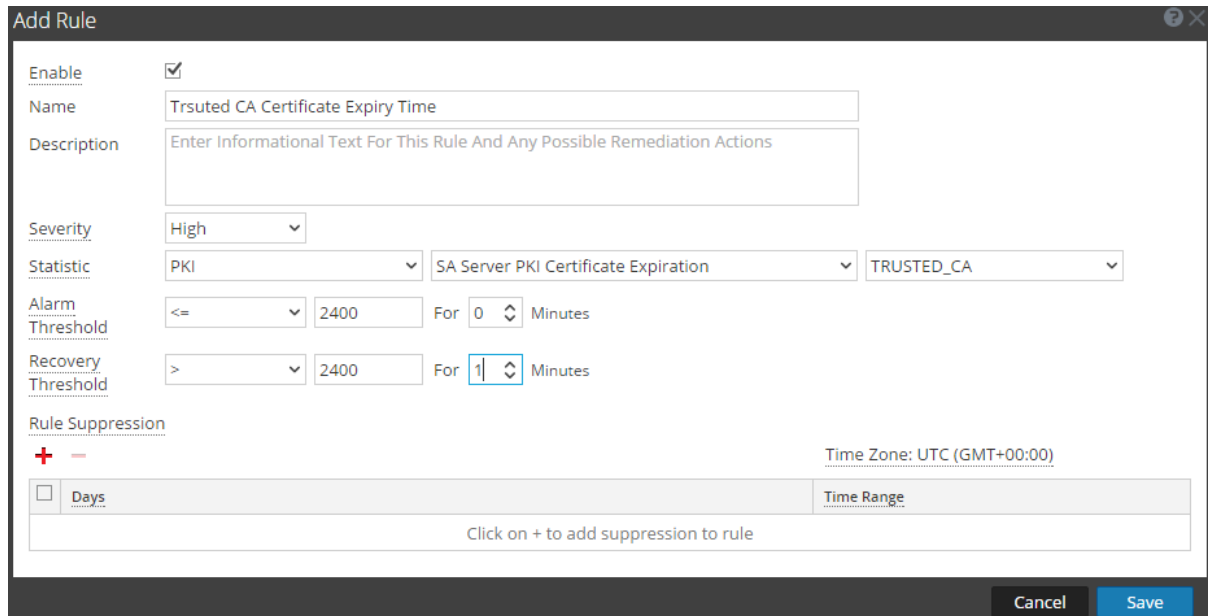 Add Rule
Enable
Name Trsuted CA Certificate Expiry Time
Description Enter Informational Text For This Rule And Any Possible Remediation Actions
Severity High
Statistic PKI SA Server PKI Certificate Expiration TRUSTED_CA
Alarm Threshold <= 2400 For 0 Minutes
Recovery Threshold > 2400 For 1 Minutes
Rule Suppression
+ − Time Zone: UTC (GMT+00:00)
Days Time Range
Click on + to add suppression to rule
Cancel Save